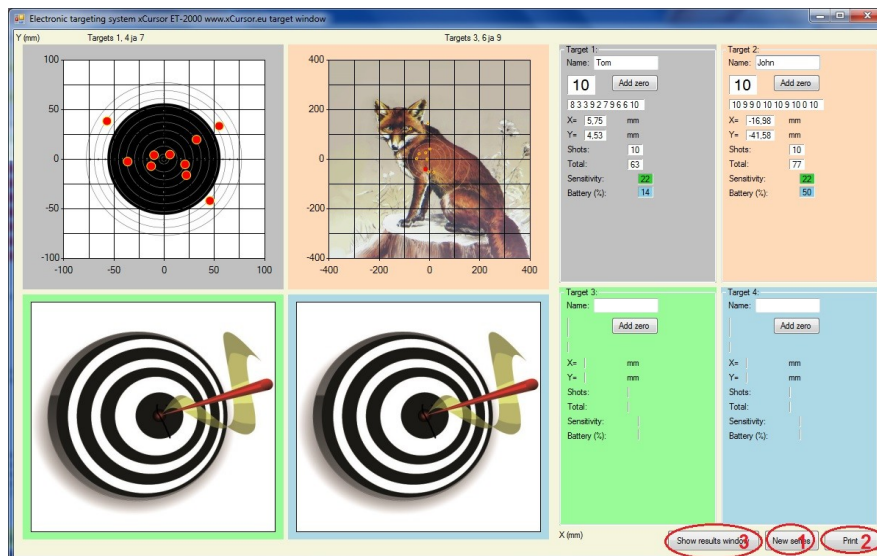 Electronic targeting system xCursor ET-2000 www.xCursor.eu target window
Y (mm) Targets 1, 4 ja 7 Targets 3, 6 ja 9
100
50
0
-50
-100
-100 -50 0 50 100
400
200
0
-200
-400
-400 -200 0 200 400
Target 1:
Name: Tom
10 Add zero
8 3 3 9 2 7 9 6 6 10
X= 5,75 mm
Y= 4,53 mm
Shots: 10
Total: 63
Sensitivity: 22
Battery (%): 14
Target 2:
Name: John
10 Add zero
10 9 9 0 10 10 9 10 0 10
X= -16,98 mm
Y= -41,58 mm
Shots: 10
Total: 77
Sensitivity: 22
Battery (%): 50
Target 3:
Name:
Add zero
X= mm
Y= mm
Shots:
Total:
Sensitivity:
Battery (%):
Target 4:
Name:
Add zero
X= mm
Y= mm
Shots:
Total:
Sensitivity:
Battery (%):
X (mm)
Show results window 3 New series 1 Print 2